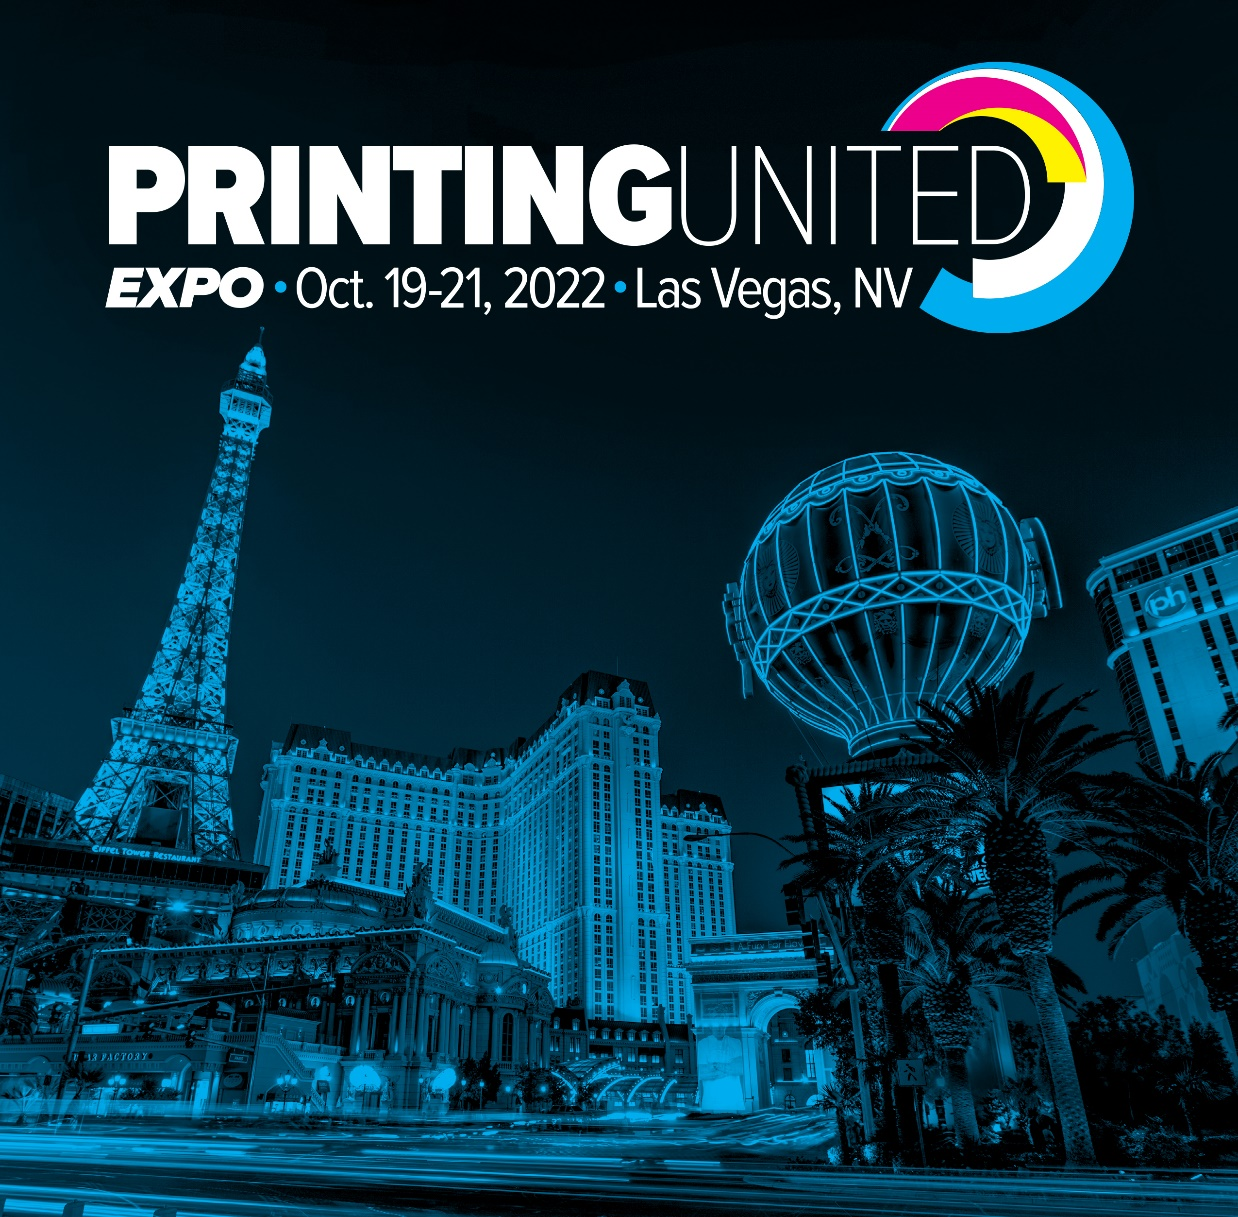 PRINTINGUNITED
EXPO • Oct. 19-21, 2022 • Las Vegas, NV
ph
EIFFEL TOWER RESTAURANT